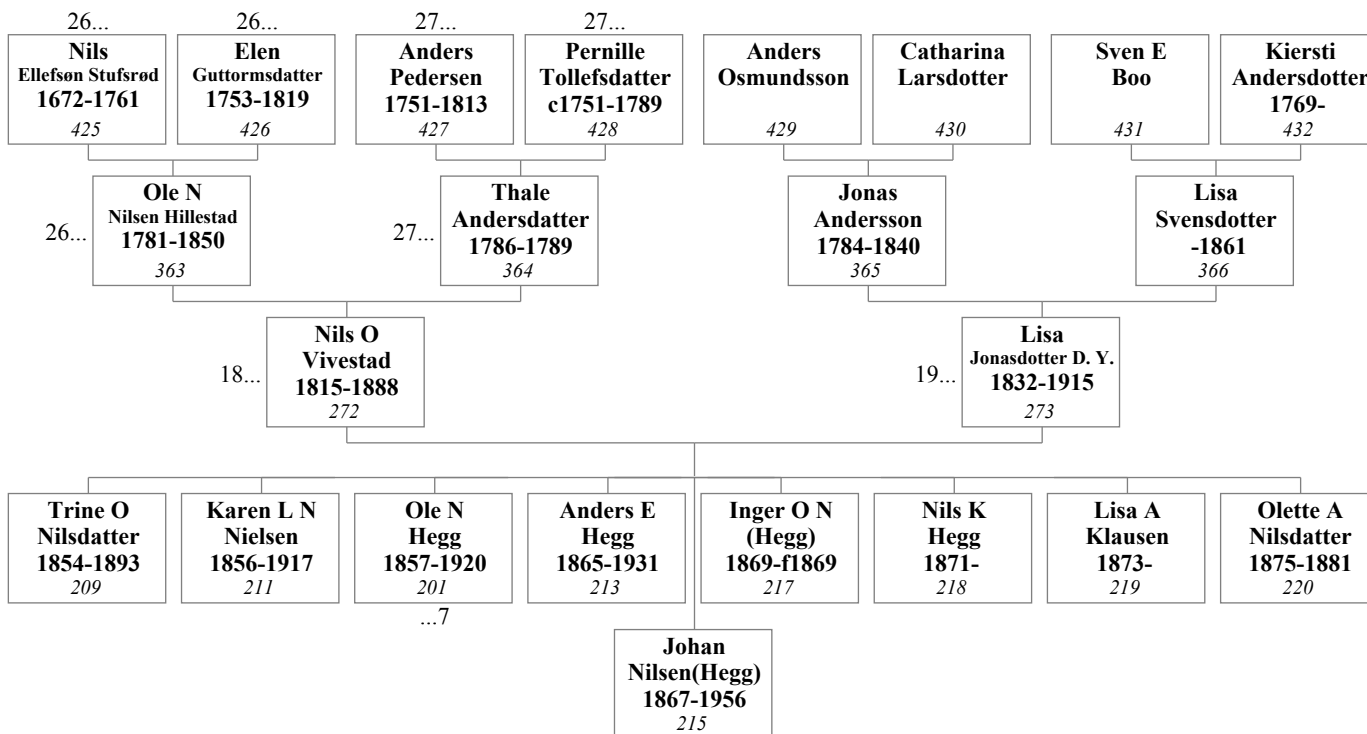 26...
26...
27...
27...
Nils
Ellefsøn Stufsrød
1672-1761
425
Elen
Guttormsdatter
1753-1819
426
Anders
Pedersen
1751-1813
427
Pernille
Tollefsdatter
c1751-1789
428
Anders
Osmundsson
429
Catharina
Larsdotter
430
Sven E
Boo
431
Kiersti
Andersdotter
1769-
432
26...
Ole N
Nilsen Hillestad
1781-1850
363
27...
Thale
Andersdatter
1786-1789
364
Jonas
Andersson
1784-1840
365
Lisa
Svensdotter
-1861
366
18...
Nils O
Vivestad
1815-1888
272
19...
Lisa
Jonasdotter D. Y.
1832-1915
273
Trine O
Nilsdatter
1854-1893
209
Karen L N
Nielsen
1856-1917
211
Ole N
Hegg
1857-1920
201
...7
Anders E
Hegg
1865-1931
213
Inger O N
(Hegg)
1869-f1869
217
Nils K
Hegg
1871-
218
Lisa A
Klausen
1873-
219
Olette A
Nilsdatter
1875-1881
220
Johan
Nilsen(Hegg)
1867-1956
215